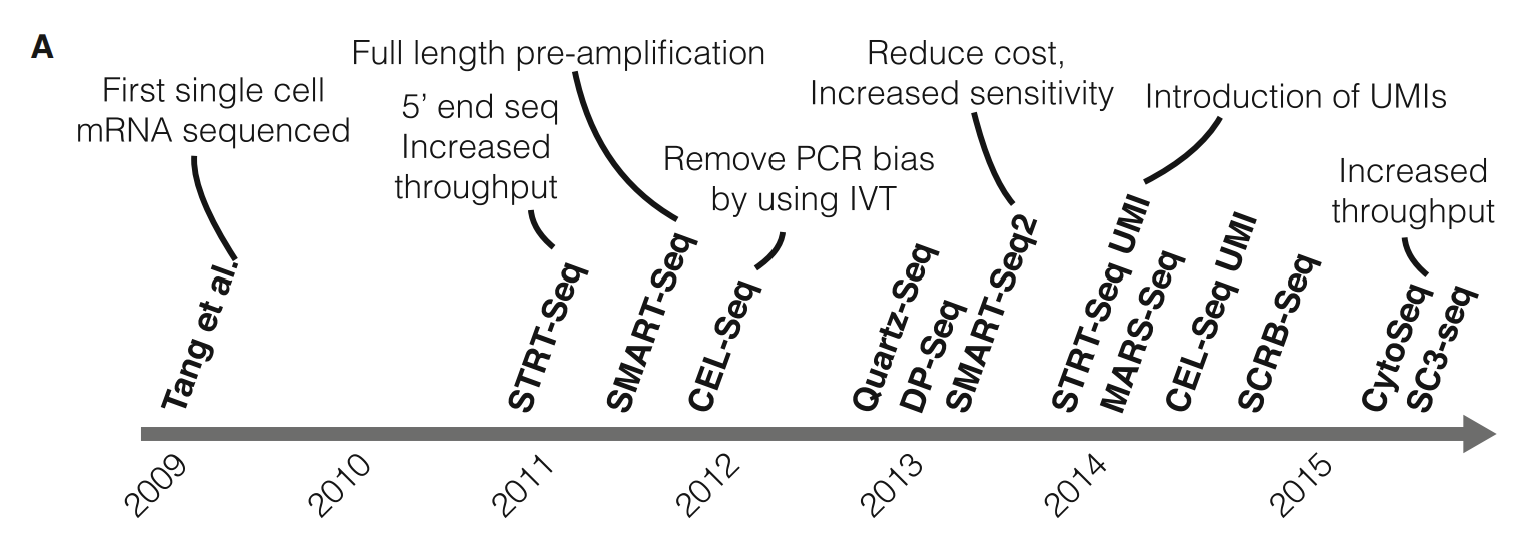 A
First single cell
mRNA sequenced
Full length pre-amplification
5’ end seq
Increased
throughput
Remove PCR bias
by using IVT
Reduce cost,
Increased sensitivity
Introduction of UMIs
Increased
throughput
Tang et al.
STRT-Seq
SMART-Seq
CEL-Seq
Quartz-Seq
DP-Seq
SMART-Seq2
STRT-Seq UMI
MARS-Seq
CEL-Seq UMI
SCRB-Seq
CytoSeq
SC3-seq
2009
2010
2011
2012
2013
2014
2015